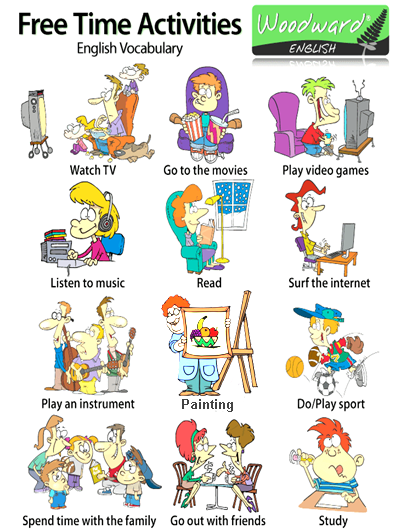 Free Time Activities
English Vocabulary
Woodward®
ENGLISH
Watch TV
Go to the movies
Play video games
Listen to music
Read
Surf the internet
Play an instrument
Painting
Do/Play sport
Spend time with the family
Go out with friends
Study